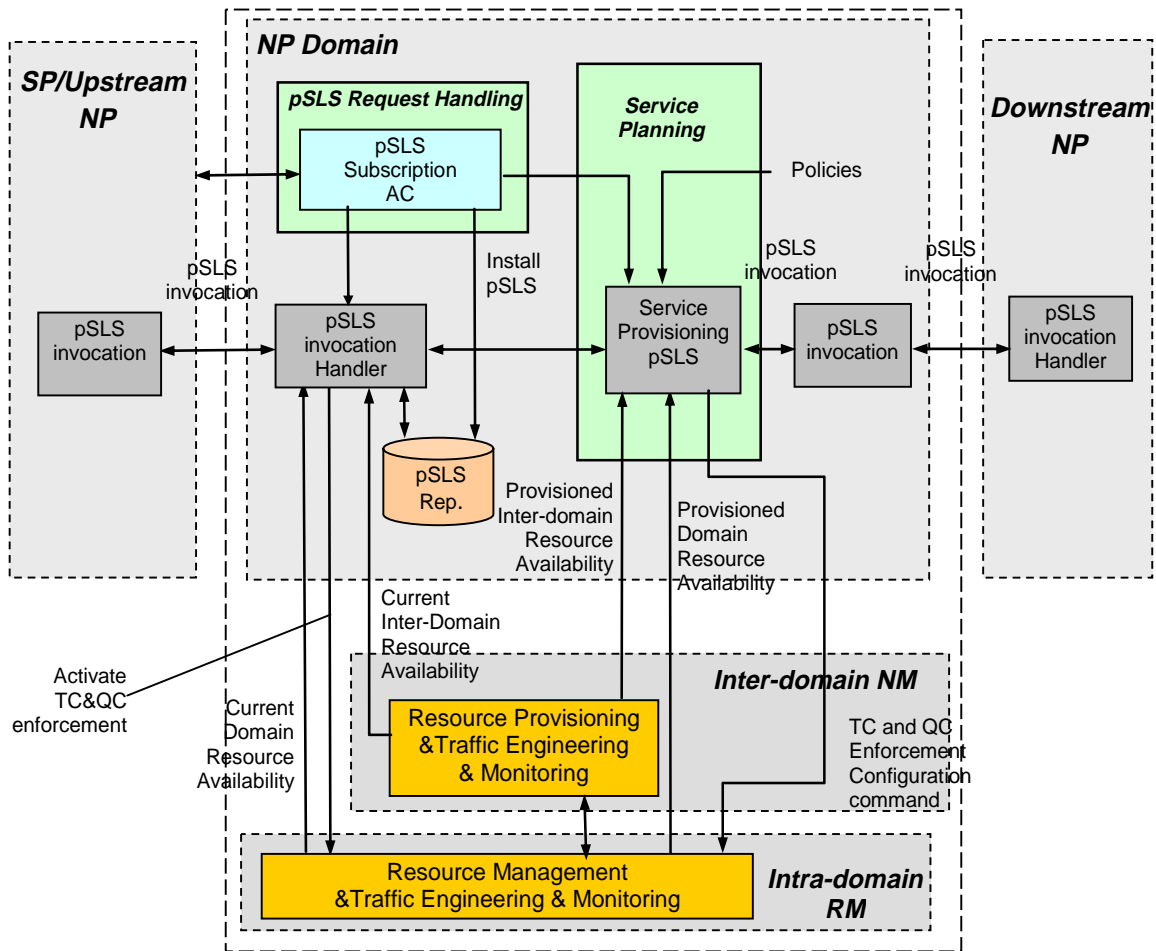 NP Domain
SP/Upstream
NP
pSLS Request Handling
pSLS
Subscription
AC
Service
Planning
Downstream
NP
Policies
pSLS
invocation
Install
pSLS
pSLS
invocation
pSLS
invocation
pSLS
invocation
pSLS
invocation
Handler
Service
Provisioning
pSLS
pSLS
invocation
pSLS
invocation
Handler
pSLS
Rep.
Provisioned
Inter-domain
Resource
Availability
Provisioned
Domain
Resource
Availability
Current
Inter-Domain
Resource
Availability
Activate
TC&QC
enforcement
Current
Domain
Resource
Availability
Inter-domain NM
Resource Provisioning
&Traffic Engineering
& Monitoring
TC and QC
Enforcement
Configuration
command
Resource Management
&Traffic Engineering & Monitoring
Intra-domain
RM